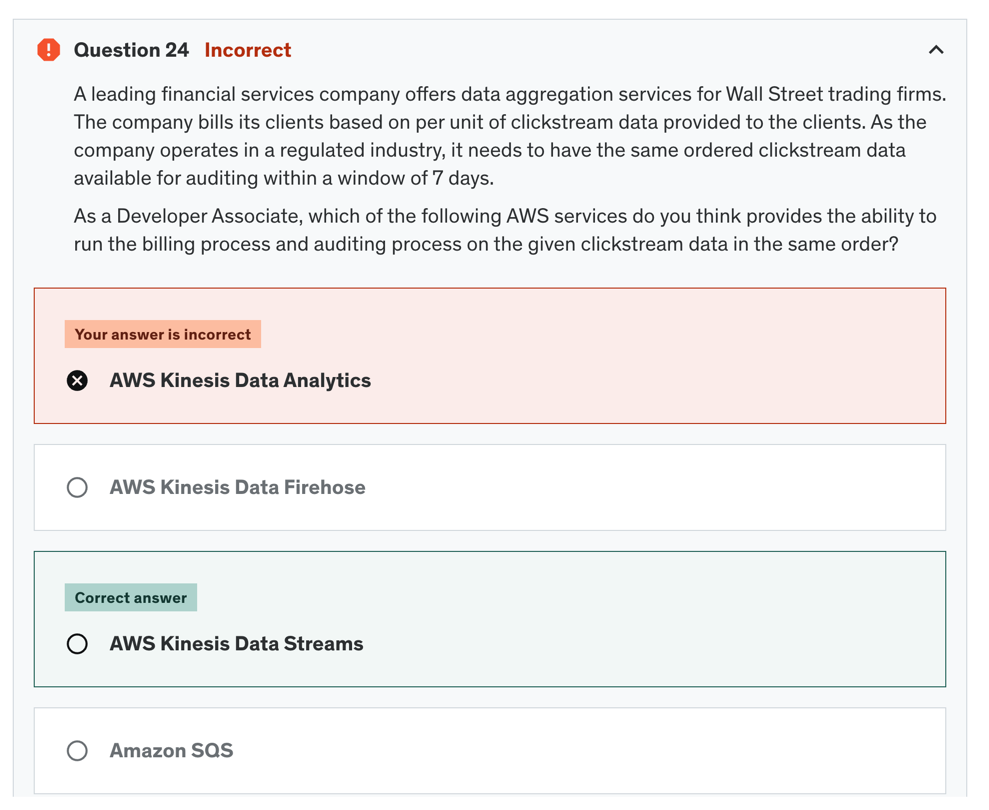 Question 24 Incorrect
A leading financial services company offers data aggregation services for Wall Street trading firms.
The company bills its clients based on per unit of clickstream data provided to the clients. As the
company operates in a regulated industry, it needs to have the same ordered clickstream data
available for auditing within a window of 7 days.
As a Developer Associate, which of the following AWS services do you think provides the ability to
run the billing process and auditing process on the given clickstream data in the same order?
Your answer is incorrect
AWS Kinesis Data Analytics
AWS Kinesis Data Firehose
Correct answer
AWS Kinesis Data Streams
Amazon SQS